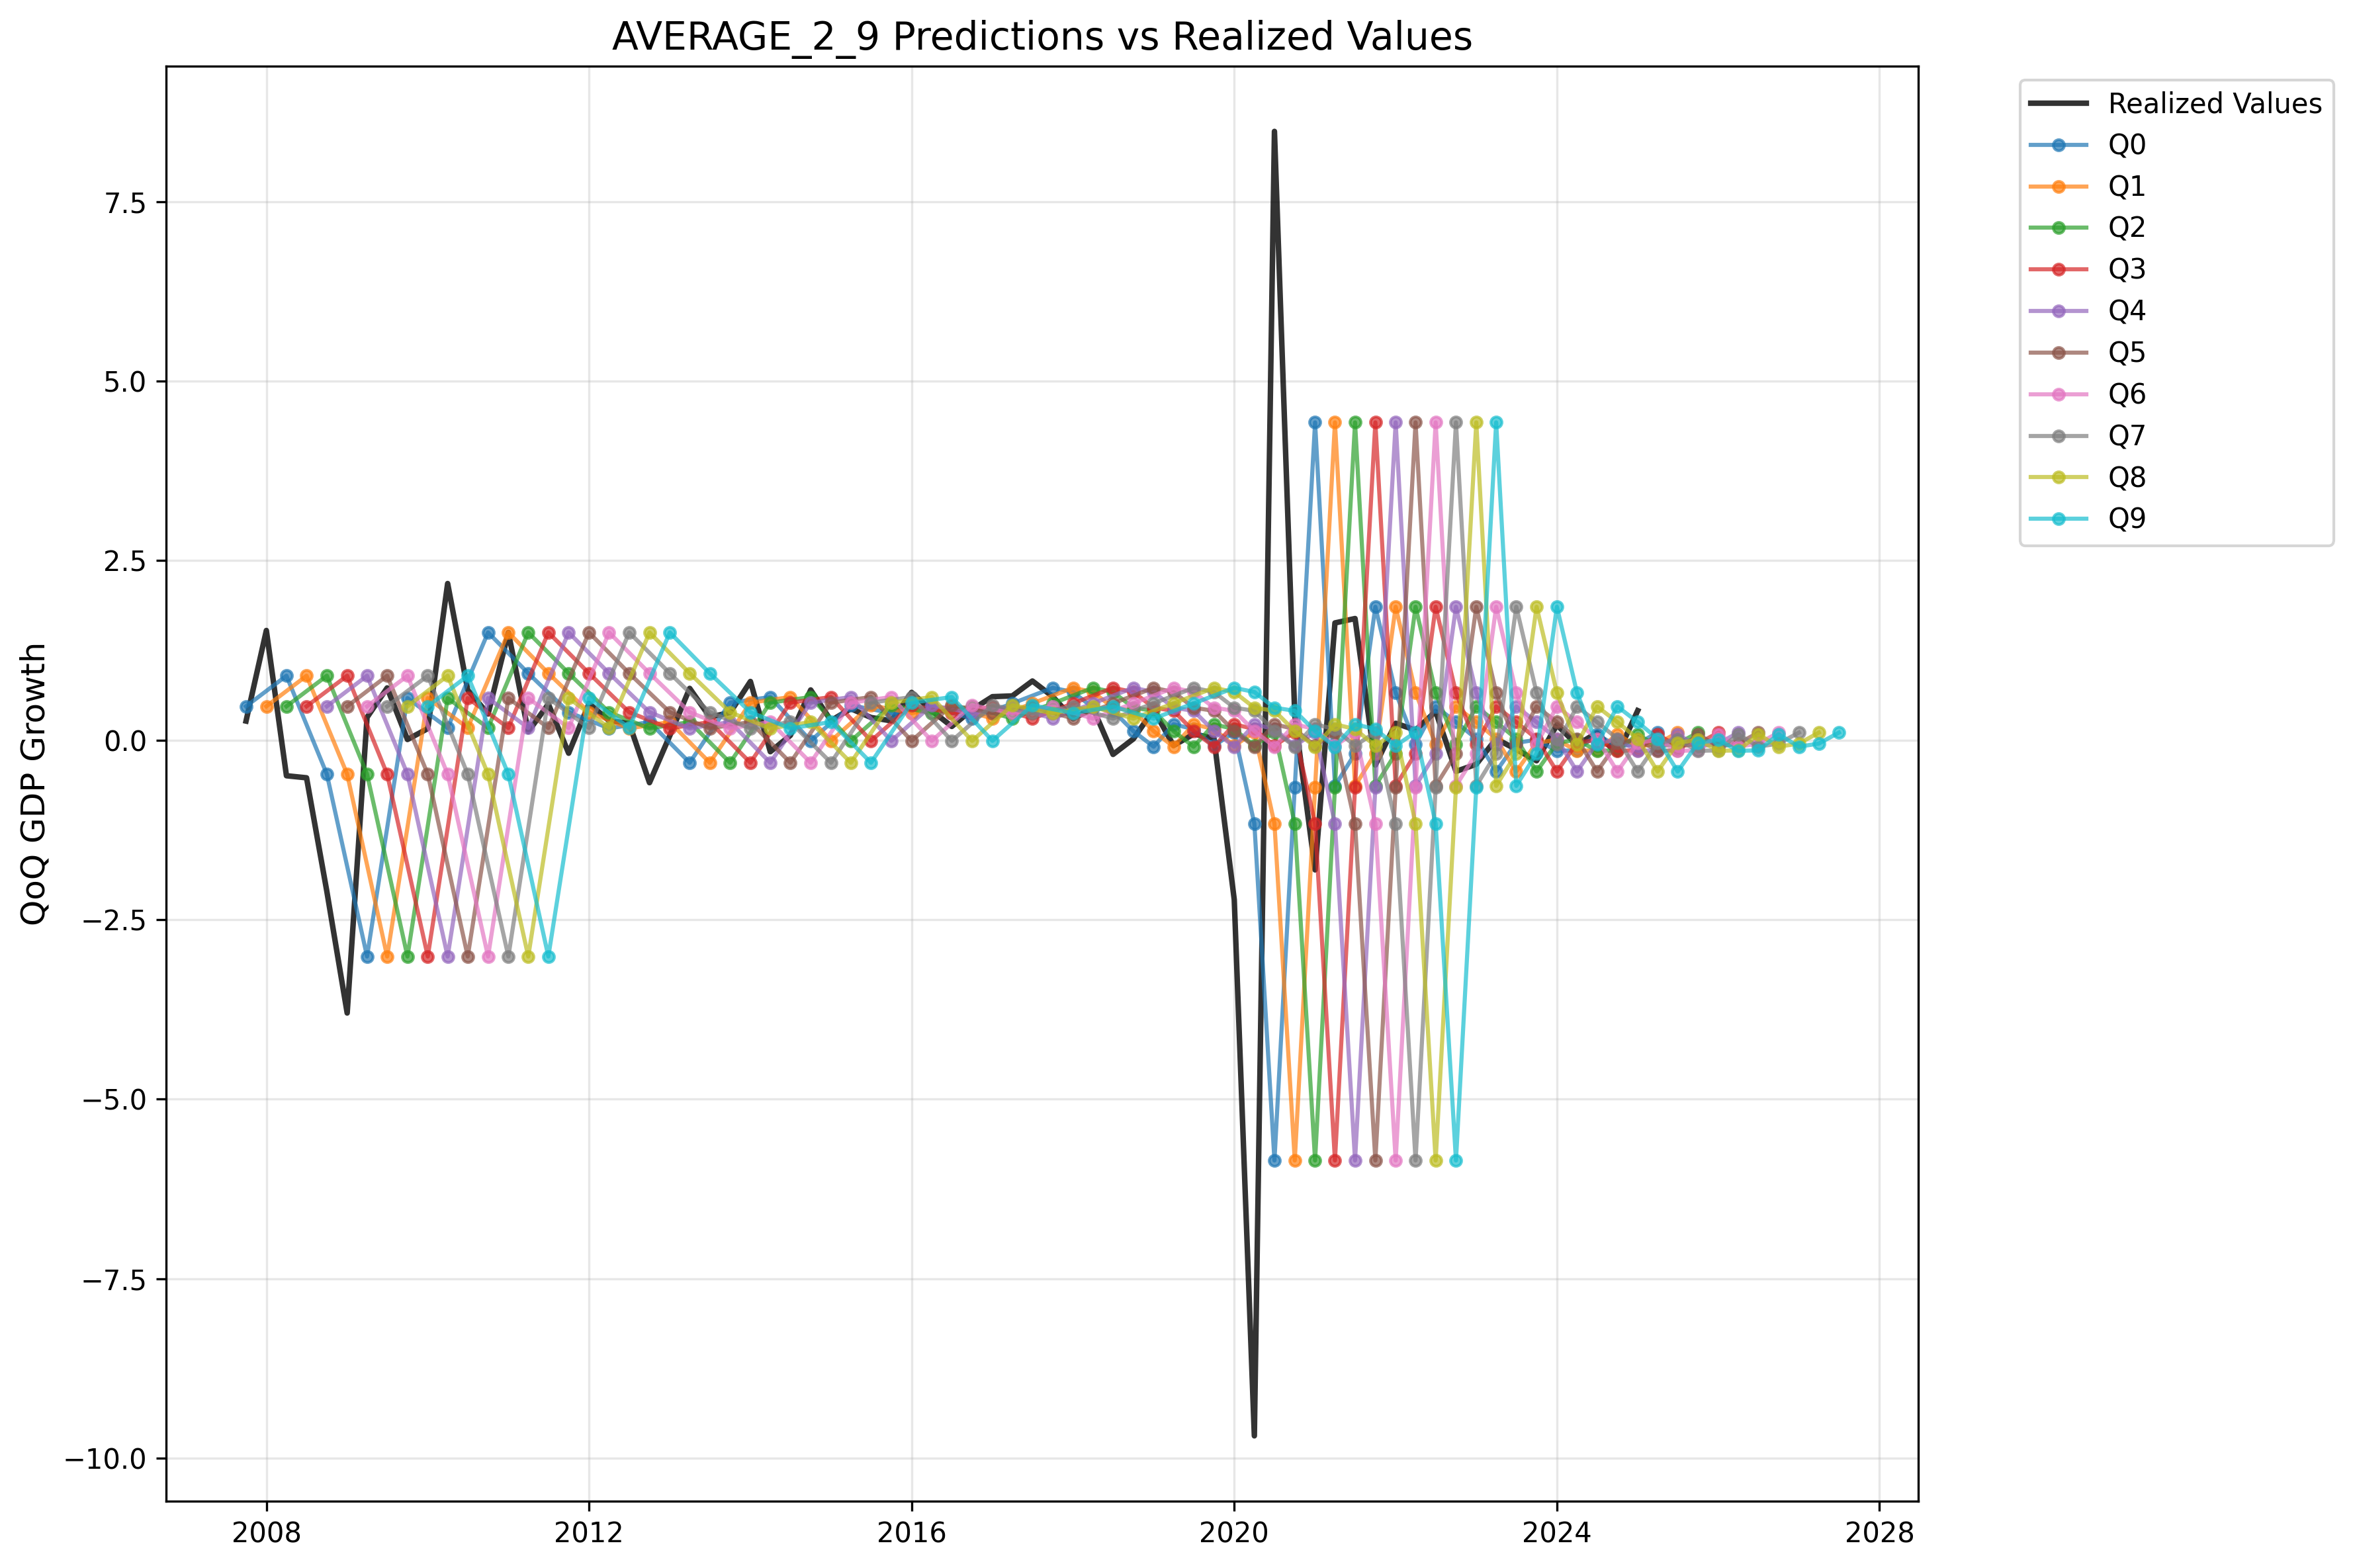 AVERAGE_2_9 Predictions vs Realized Values
QoQ GDP Growth
7.5
5.0
2.5
0.0
−2.5
−5.0
−7.5
−10.0
2008
2012
2016
2020
2024
2028
Realized Values
Q0
Q1
Q2
Q3
Q4
Q5
Q6
Q7
Q8
Q9